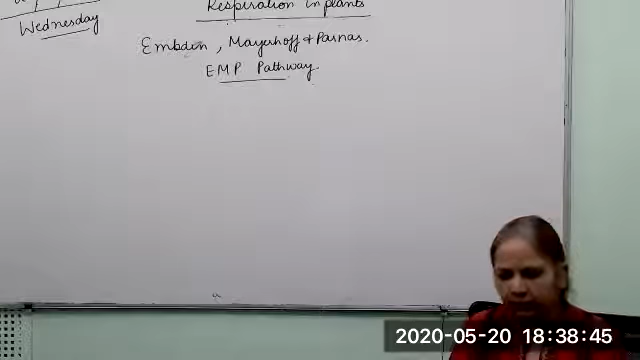 Respiration in plants
Wednesday
Embden, Mayerhoff & Parnas.
EMP Pathway.
2020-05-20 18:38:45